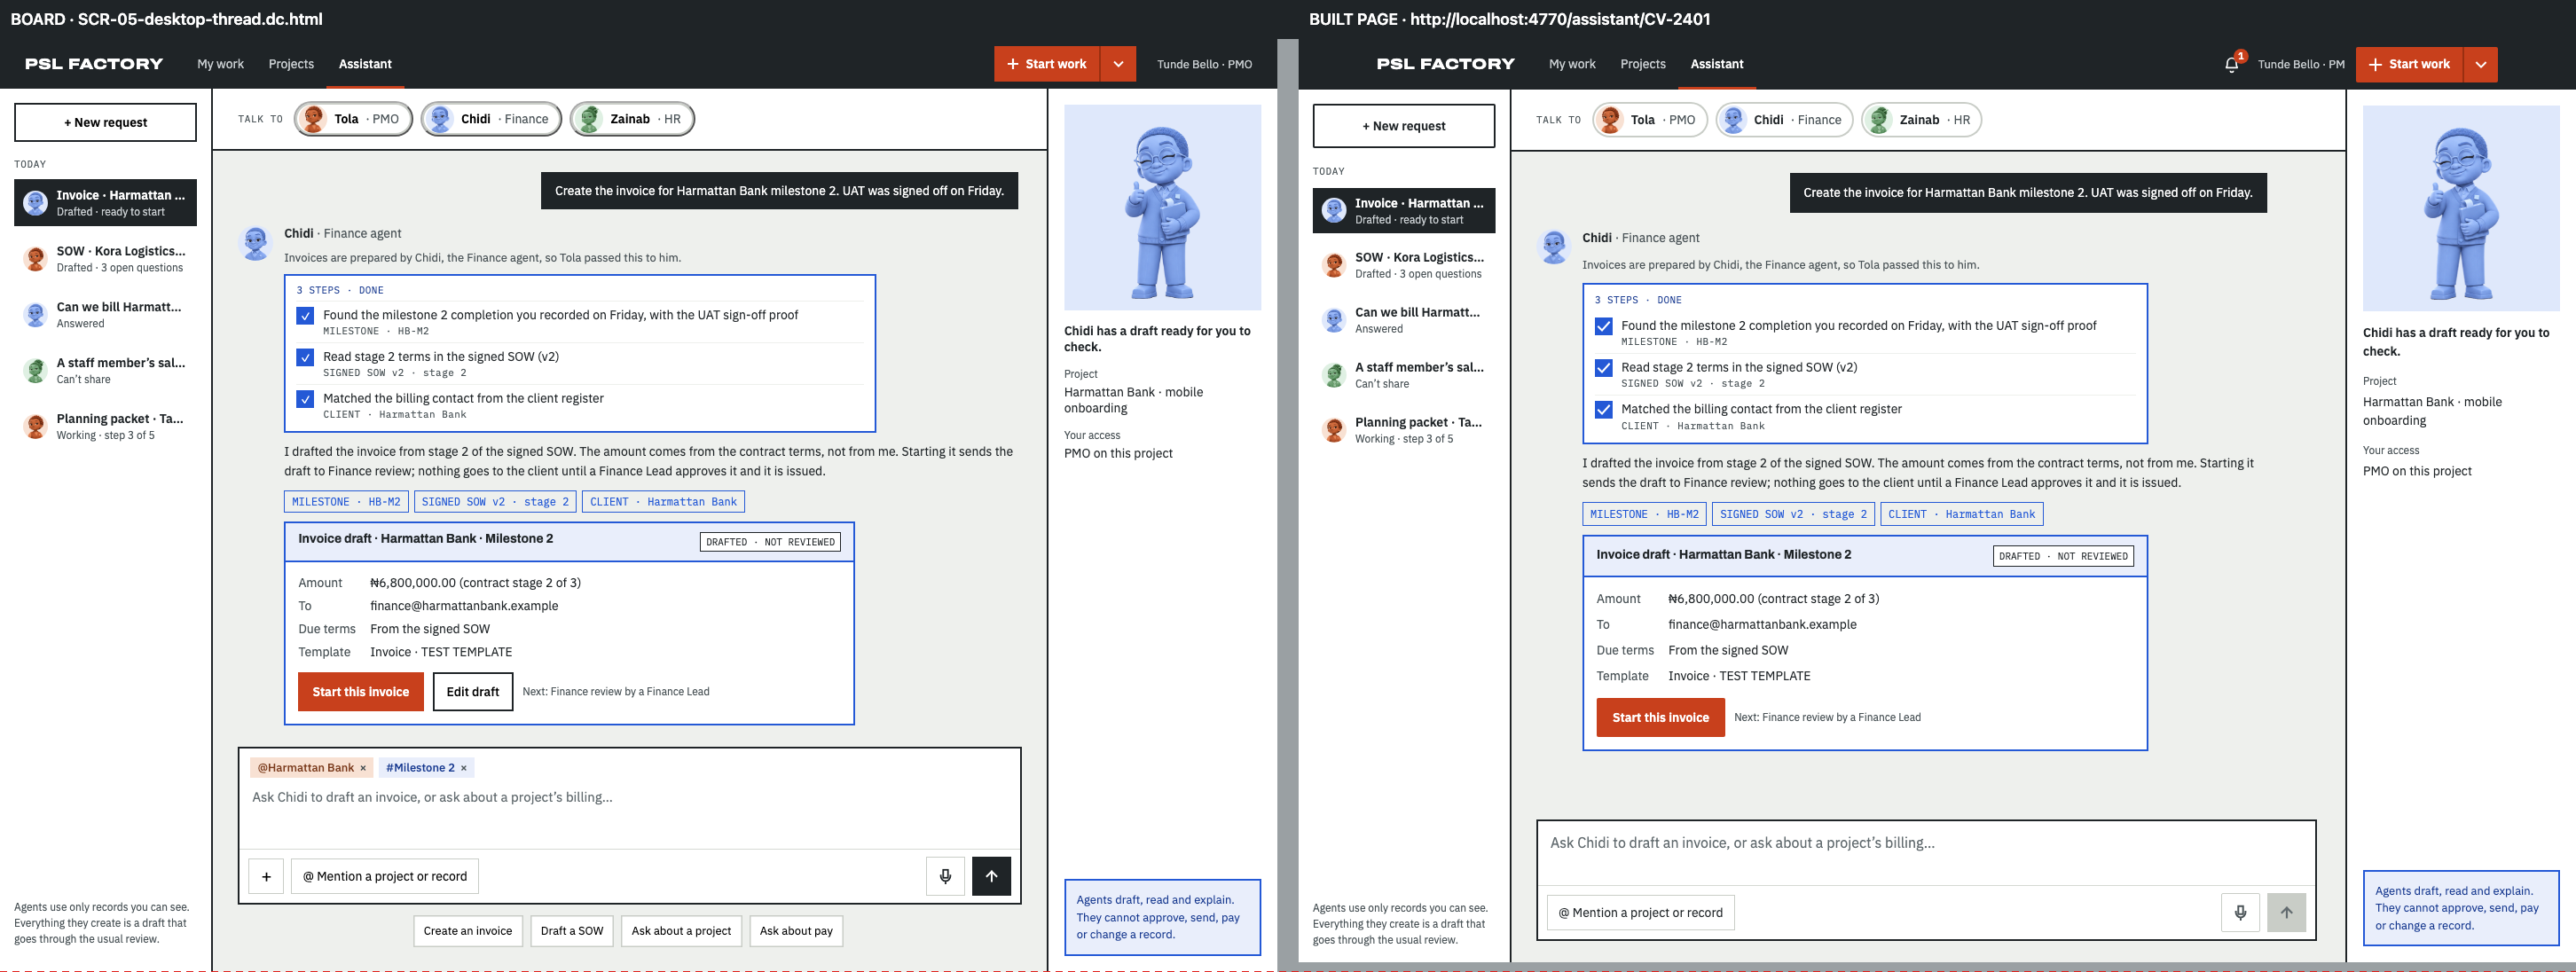 BOARD · SCR-05-desktop-thread.dc.html
PSL FACTORY
My work
Projects
Assistant
+ Start work
Tunde Bello · PMO
+ New request
TODAY
Invoice · Harmattan ...
Drafted · ready to start
SOW · Kora Logistics...
Drafted · 3 open questions
Can we bill Harmatt...
Answered
A staff member’s sal...
Can’t share
Planning packet · Ta...
Working · step 3 of 5
Agents use only records you can see.
Everything they create is a draft that
goes through the usual review.
TALK TO
Tola · PMO
Chidi · Finance
Zainab · HR
Create the invoice for Harmattan Bank milestone 2. UAT was signed off on Friday.
Chidi · Finance agent
Invoices are prepared by Chidi, the Finance agent, so Tola passed this to him.
3 STEPS · DONE
Found the milestone 2 completion you recorded on Friday, with the UAT sign-off proof
MILESTONE · HB-M2
Read stage 2 terms in the signed SOW (v2)
SIGNED SOW v2 · stage 2
Matched the billing contact from the client register
CLIENT · Harmattan Bank
I drafted the invoice from stage 2 of the signed SOW. The amount comes from the contract terms, not from me. Starting it sends the
draft to Finance review; nothing goes to the client until a Finance Lead approves it and it is issued.
MILESTONE · HB-M2
SIGNED SOW v2 · stage 2
CLIENT · Harmattan Bank
Invoice draft · Harmattan Bank · Milestone 2
DRAFTED · NOT REVIEWED
Amount ₦6,800,000.00 (contract stage 2 of 3)
To finance@harmattanbank.example
Due terms From the signed SOW
Template Invoice · TEST TEMPLATE
Start this invoice
Edit draft
Next: Finance review by a Finance Lead
@Harmattan Bank ×
#Milestone 2 ×
Ask Chidi to draft an invoice, or ask about a project’s billing...
+
@ Mention a project or record
Create an invoice
Draft a SOW
Ask about a project
Ask about pay
Chidi has a draft ready for you to
check.
Project
Harmattan Bank · mobile
onboarding
Your access
PMO on this project
Agents draft, read and explain.
They cannot approve, send, pay
or change a record.
BUILT PAGE · http://localhost:4770/assistant/CV-2401
PSL FACTORY
My work
Projects
Assistant
1
Tunde Bello · PM
+ Start work
+ New request
TODAY
Invoice · Harmattan ...
Drafted · ready to start
SOW · Kora Logistics...
Drafted · 3 open questions
Can we bill Harmatt...
Answered
A staff member’s sal...
Can’t share
Planning packet · Ta...
Working · step 3 of 5
Agents use only records you can see.
Everything they create is a draft that
goes through the usual review.
TALK TO
Tola · PMO
Chidi · Finance
Zainab · HR
Create the invoice for Harmattan Bank milestone 2. UAT was signed off on Friday.
Chidi · Finance agent
Invoices are prepared by Chidi, the Finance agent, so Tola passed this to him.
3 STEPS · DONE
Found the milestone 2 completion you recorded on Friday, with the UAT sign-off proof
MILESTONE · HB-M2
Read stage 2 terms in the signed SOW (v2)
SIGNED SOW v2 · stage 2
Matched the billing contact from the client register
CLIENT · Harmattan Bank
I drafted the invoice from stage 2 of the signed SOW. The amount comes from the contract terms, not from me. Starting it
sends the draft to Finance review; nothing goes to the client until a Finance Lead approves it and it is issued.
MILESTONE · HB-M2
SIGNED SOW v2 · stage 2
CLIENT · Harmattan Bank
Invoice draft · Harmattan Bank · Milestone 2
DRAFTED · NOT REVIEWED
Amount ₦6,800,000.00 (contract stage 2 of 3)
To finance@harmattanbank.example
Due terms From the signed SOW
Template Invoice · TEST TEMPLATE
Start this invoice
Next: Finance review by a Finance Lead
Ask Chidi to draft an invoice, or ask about a project’s billing...
@ Mention a project or record
Chidi has a draft ready for you to
check.
Project
Harmattan Bank · mobile
onboarding
Your access
PMO on this project
Agents draft, read and explain.
They cannot approve, send, pay
or change a record.